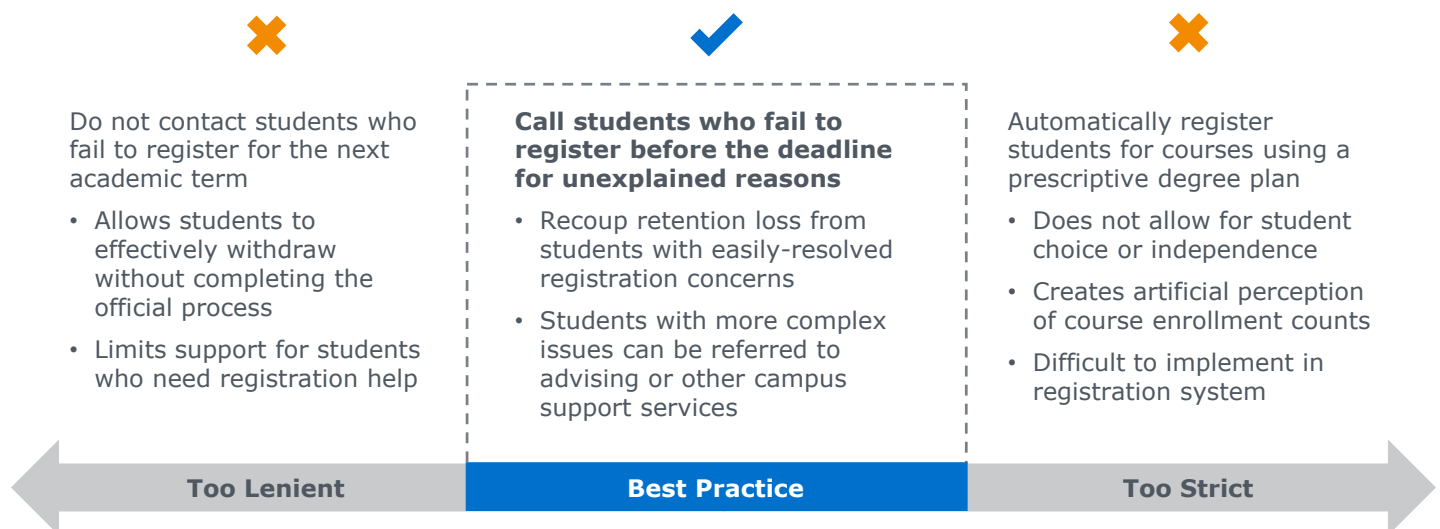 Do not contact students who
fail to register for the next
academic term
• Allows students to
effectively withdraw
without completing the
official process
• Limits support for students
who need registration help
Call students who fail to
register before the deadline
for unexplained reasons
• Recoup retention loss from
students with easily-resolved
registration concerns
• Students with more complex
issues can be referred to
advising or other campus
support services
Automatically register
students for courses using a
prescriptive degree plan
• Does not allow for student
choice or independence
• Creates artificial perception
of course enrollment counts
• Difficult to implement in
registration system
Too Lenient
Best Practice
Too Strict